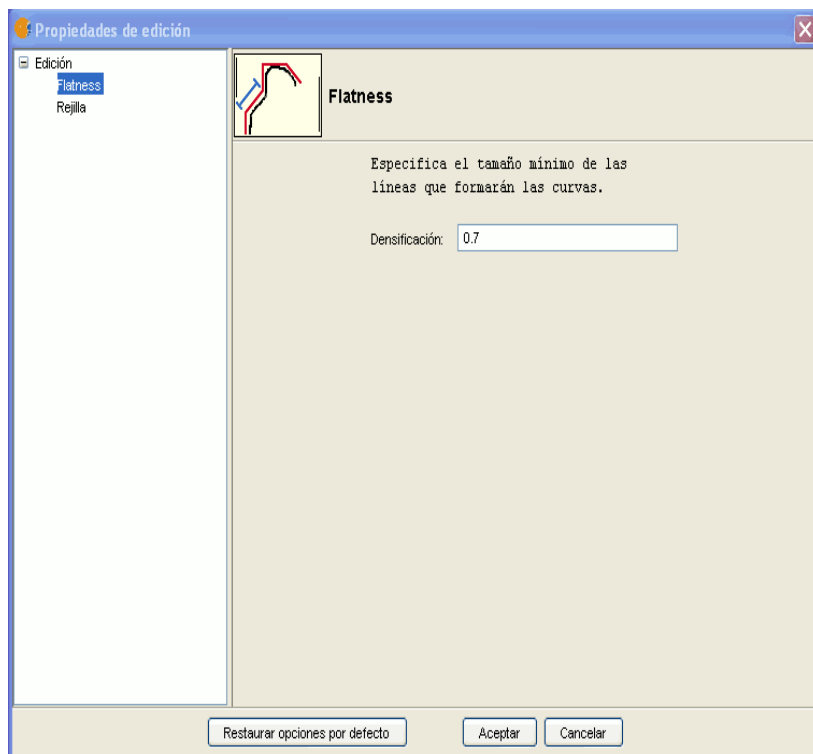 Propiedades de edición
Edición
Flatness
Rejilla
Flatness
Especifica el tamaño mínimo de las
líneas que formarán las curvas.
Densificación: 0.7
Restaurar opciones por defecto Aceptar Cancelar